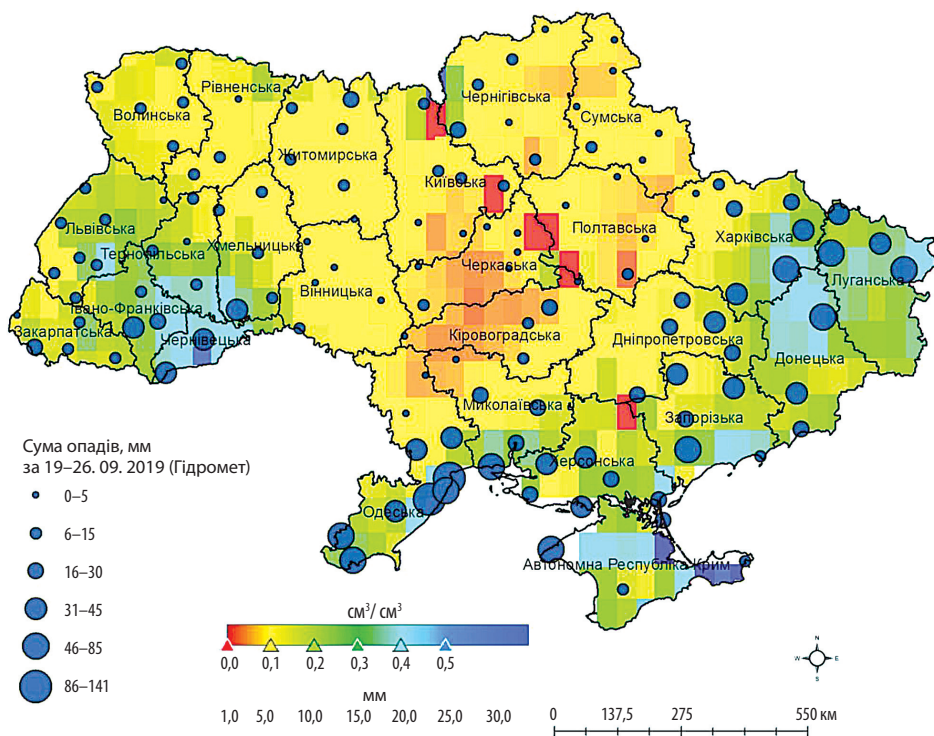 Чернігівська
Рівненська
Волинська
Сумська
Житомирська
Київська
Львівська
Тернопільська
Хмельницька
Полтавська
Харківська
Черкаська
Луганська
Вінницька
Івано-Франківська
Закарпатська
Чернівецька
Кіровоградська
Дніпропетровська
Донецька
Миколаївська
Запорізька
Херсонська
Одеська
Автономна Республіка Крим
Сума опадів, мм
за 19–26. 09. 2019 (Гідромет)
0–5
6–15
16–30
31–45
46–85
86–141
см³/ см³
0,0 0,1 0,2 0,3 0,4 0,5
мм
1,0 5,0 10,0 15,0 20,0 25,0 30,0
N
W E
S
0 137,5 275 550 км